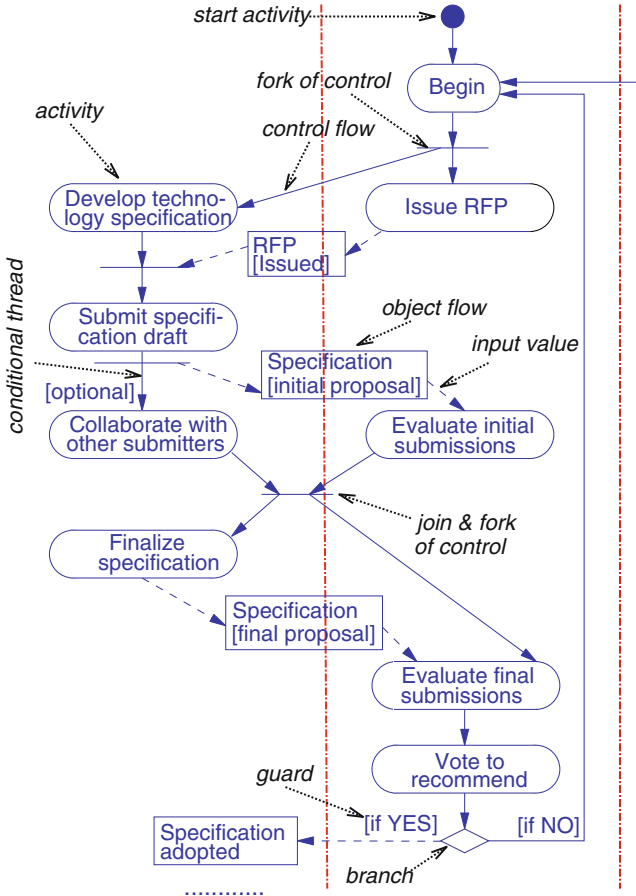 start activity
Begin
fork of control
activity
control flow
Develop techno-
logy specification
Issue RFP
RFP
[Issued]
Submit specifi-
cation draft
object flow
conditional thread
Specification
[initial proposal]
input value
[optional]
Collaborate with
other submitters
Evaluate initial
submissions
join & fork
of control
Finalize
specification
Specification
[final proposal]
Evaluate final
submissions
Vote to
recommend
guard
[if YES]
[if NO]
Specification
adopted
branch